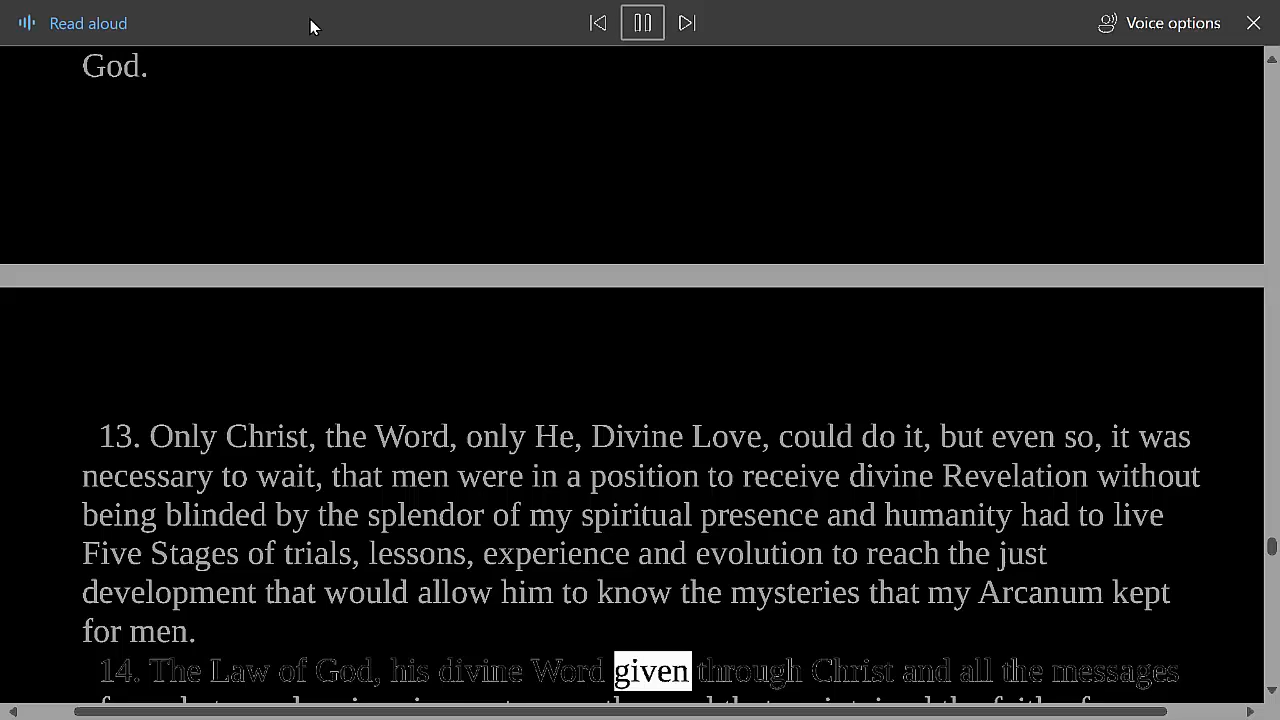 Read aloud
Voice options
God.
13. Only Christ, the Word, only He, Divine Love, could do it, but even so, it was
necessary to wait, that men were in a position to receive divine Revelation without
being blinded by the splendor of my spiritual presence and humanity had to live
Five Stages of trials, lessons, experience and evolution to reach the just
development that would allow him to know the mysteries that my Arcanum kept
for men.
14. The Law of God, his divine Word given through Christ and all the messages